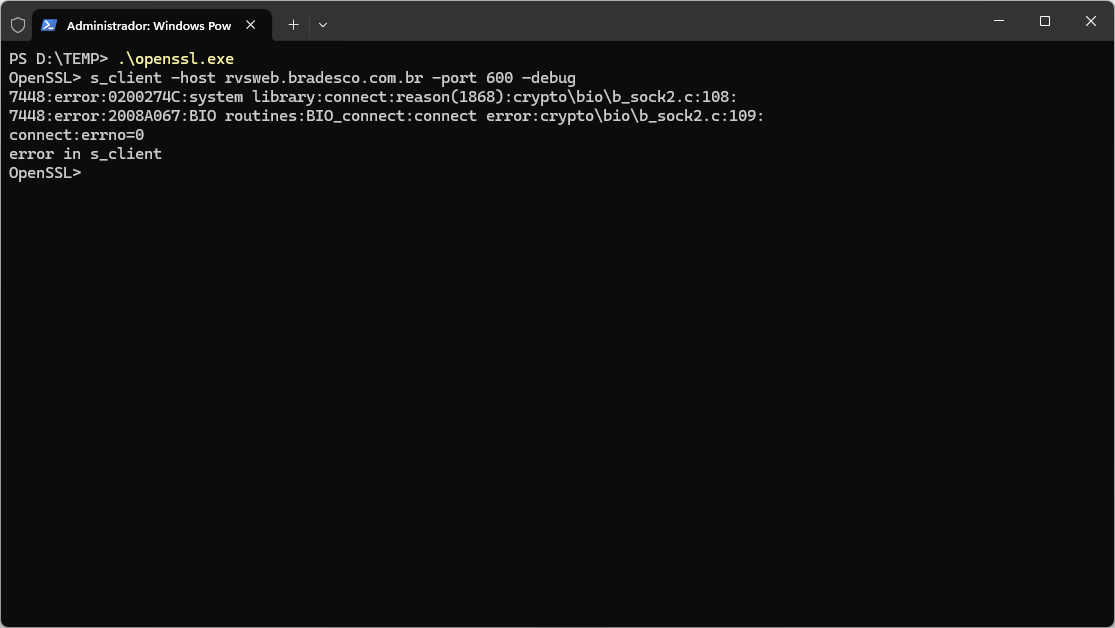 Administrador: Windows Pow
PS D:\TEMP> .\openssl.exe
OpenSSL> s_client -host rvsweb.bradesco.com.br -port 600 -debug
7448:error:0200274C:system library:connect:reason(1868):crypto\bio\b_sock2.c:108:
7448:error:2008A067:BIO routines:BIO_connect:connect error:crypto\bio\b_sock2.c:109:
connect:errno=0
error in s_client
OpenSSL>